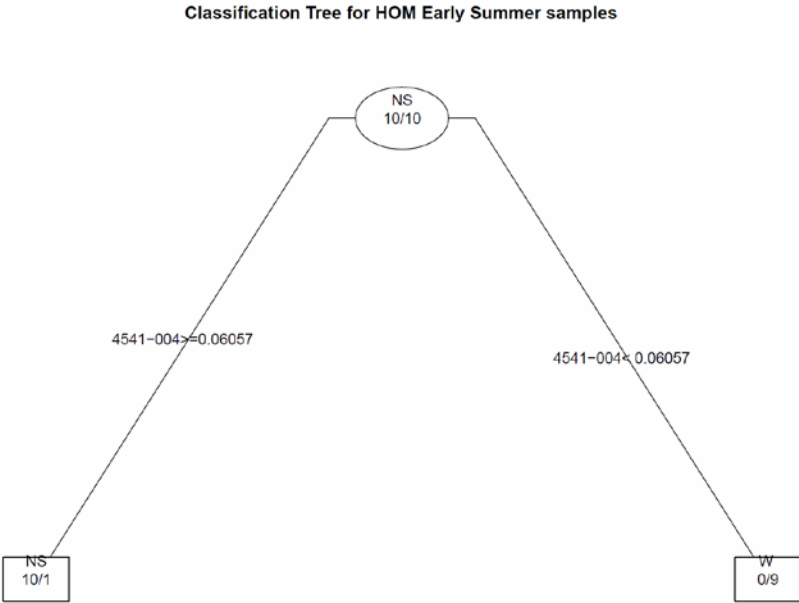 Classification Tree for HOM Early Summer samples
NS
10/10
4541−004>=0.06057
4541−004< 0.06057
NS
10/1
W
0/9